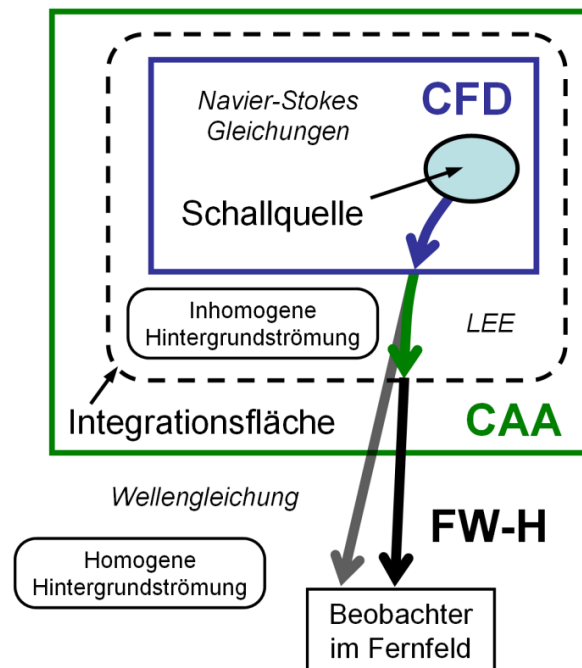 Navier-Stokes
Gleichungen
CFD
Schallquelle
Inhomogene
Hintergrundströmung
LEE
Integrationsfläche
CAA
Wellengleichung
FW-H
Homogene
Hintergrundströmung
Beobachter
im Fernfeld